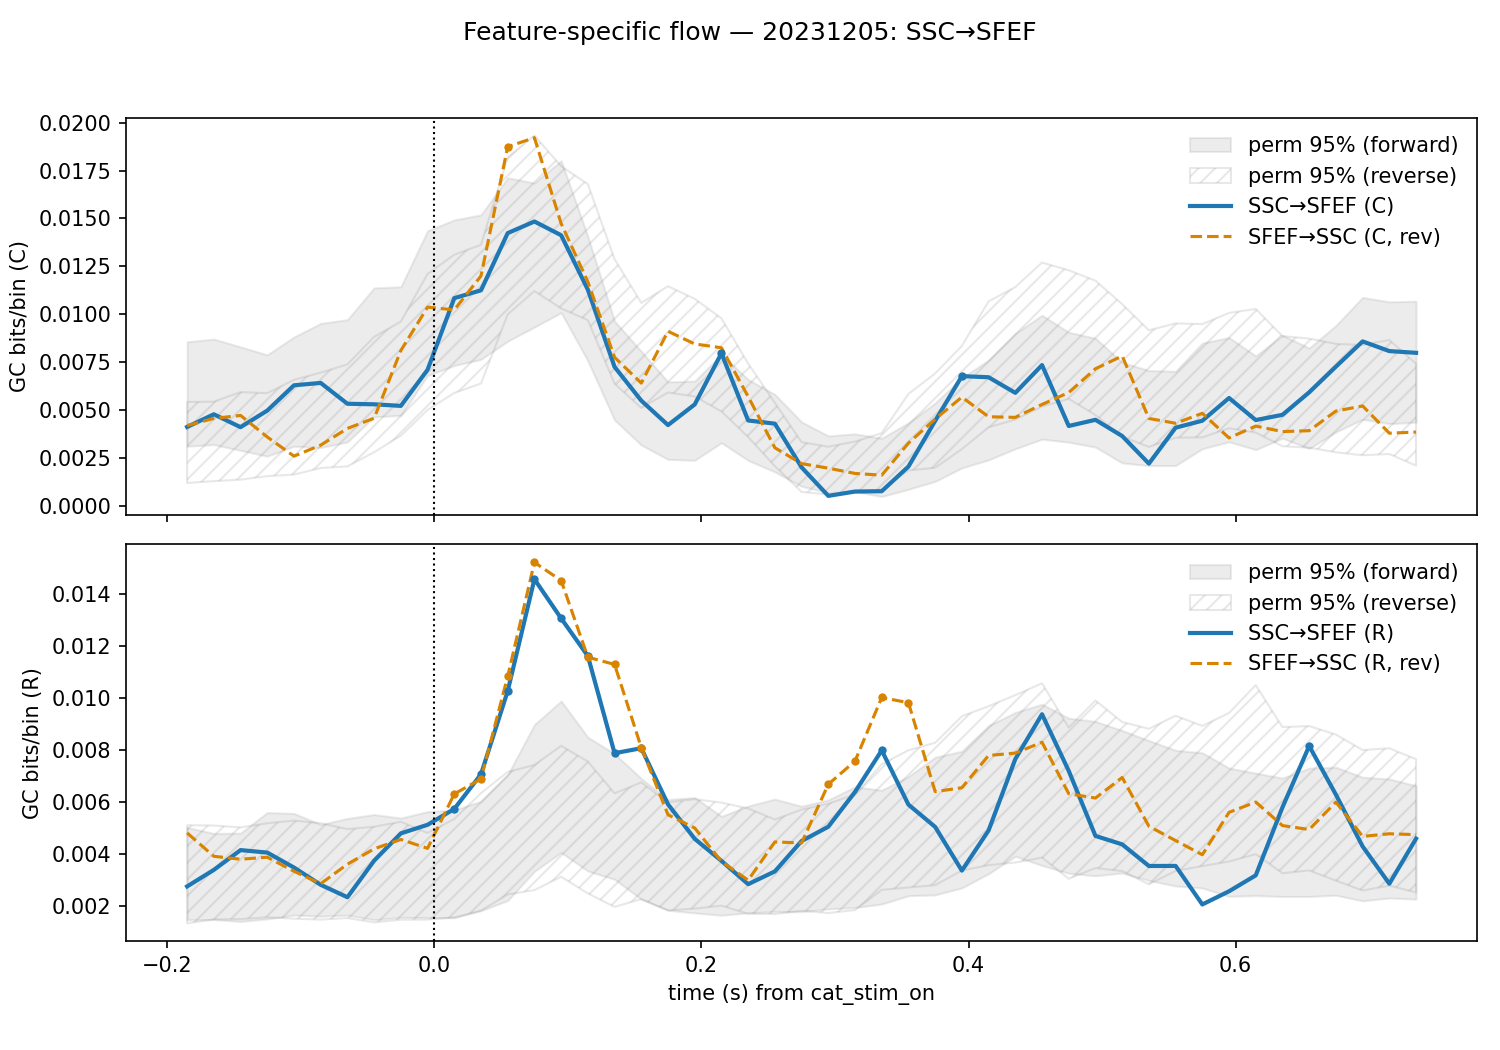 Feature-specific flow — 20231205: SSC→SFEF
GC bits/bin (C)
0.0200
0.0175
0.0150
0.0125
0.0100
0.0075
0.0050
0.0025
0.0000
perm 95% (forward)
perm 95% (reverse)
SSC→SFEF (C)
SFEF→SSC (C, rev)
GC bits/bin (R)
0.014
0.012
0.010
0.008
0.006
0.004
0.002
perm 95% (forward)
perm 95% (reverse)
SSC→SFEF (R)
SFEF→SSC (R, rev)
−0.2 0.0 0.2 0.4 0.6
time (s) from cat_stim_on